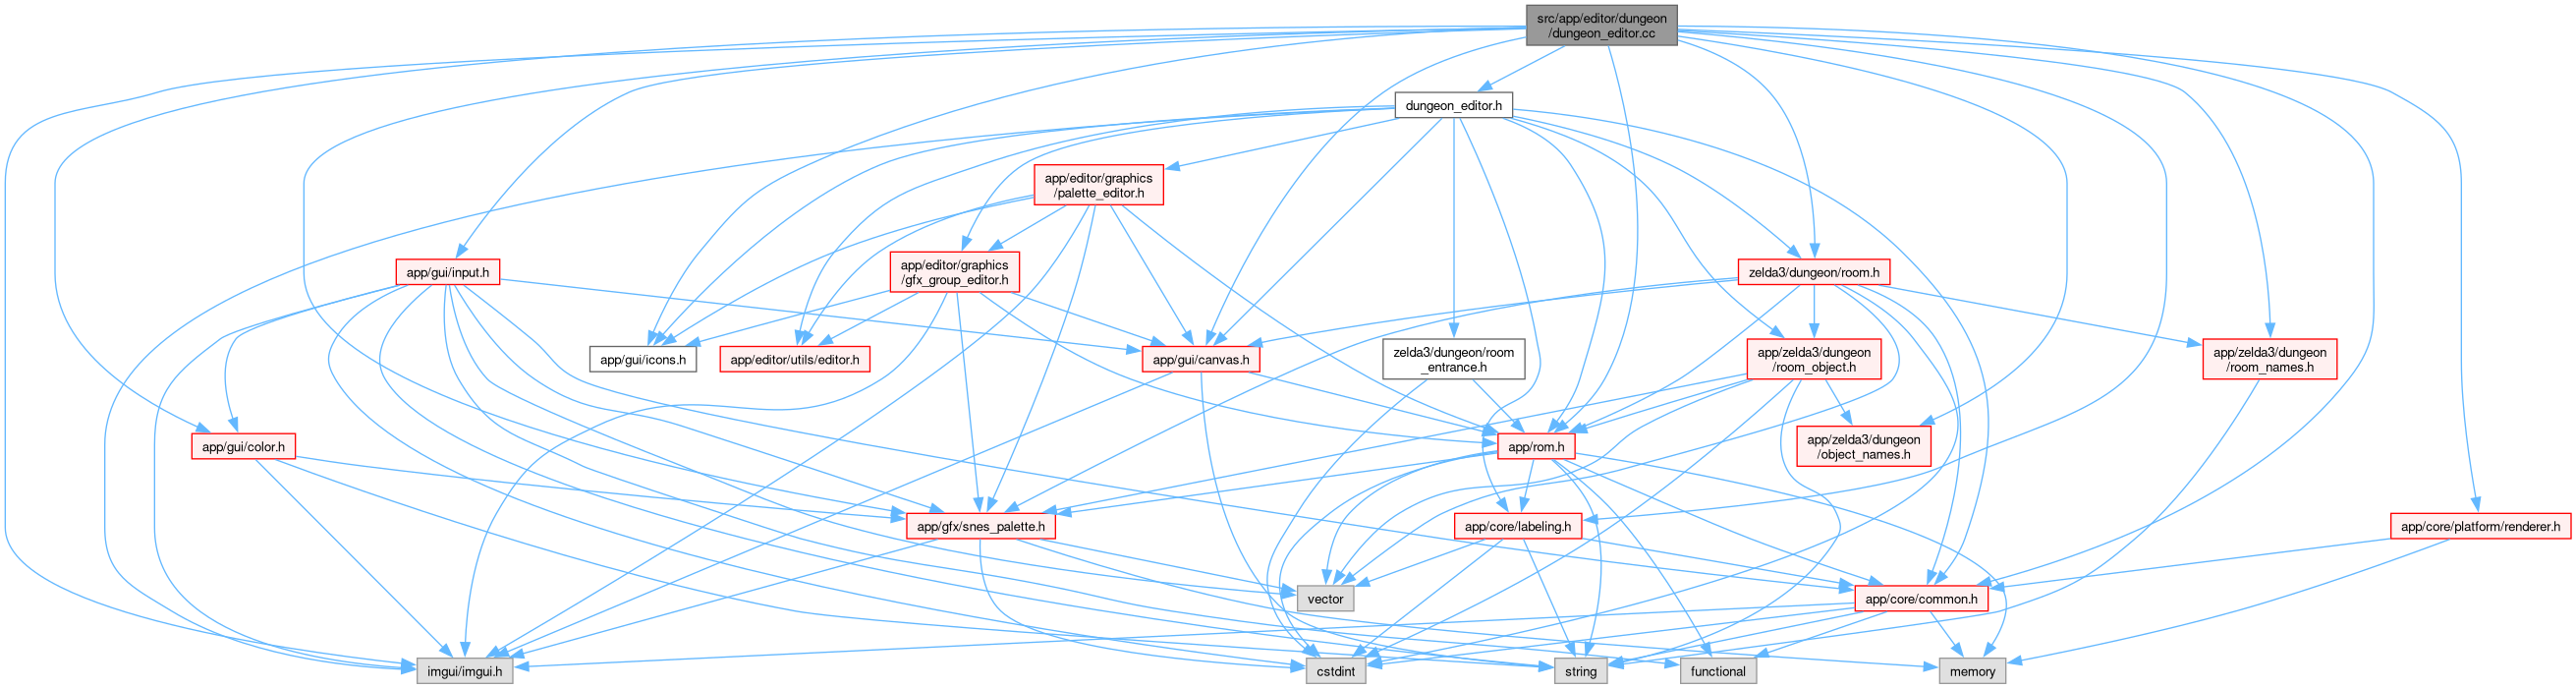 src/app/editor/dungeon
/dungeon_editor.cc
dungeon_editor.h
app/editor/graphics
/palette_editor.h
app/gui/input.h
app/editor/graphics
/gfx_group_editor.h
zelda3/dungeon/room.h
app/gui/icons.h
app/editor/utils/editor.h
app/gui/canvas.h
zelda3/dungeon/room
_entrance.h
app/zelda3/dungeon
/room_object.h
app/zelda3/dungeon
/room_names.h
app/gui/color.h
app/rom.h
app/zelda3/dungeon
/object_names.h
app/gfx/snes_palette.h
app/core/labeling.h
app/core/platform/renderer.h
vector
app/core/common.h
imgui/imgui.h
cstdint
string
functional
memory